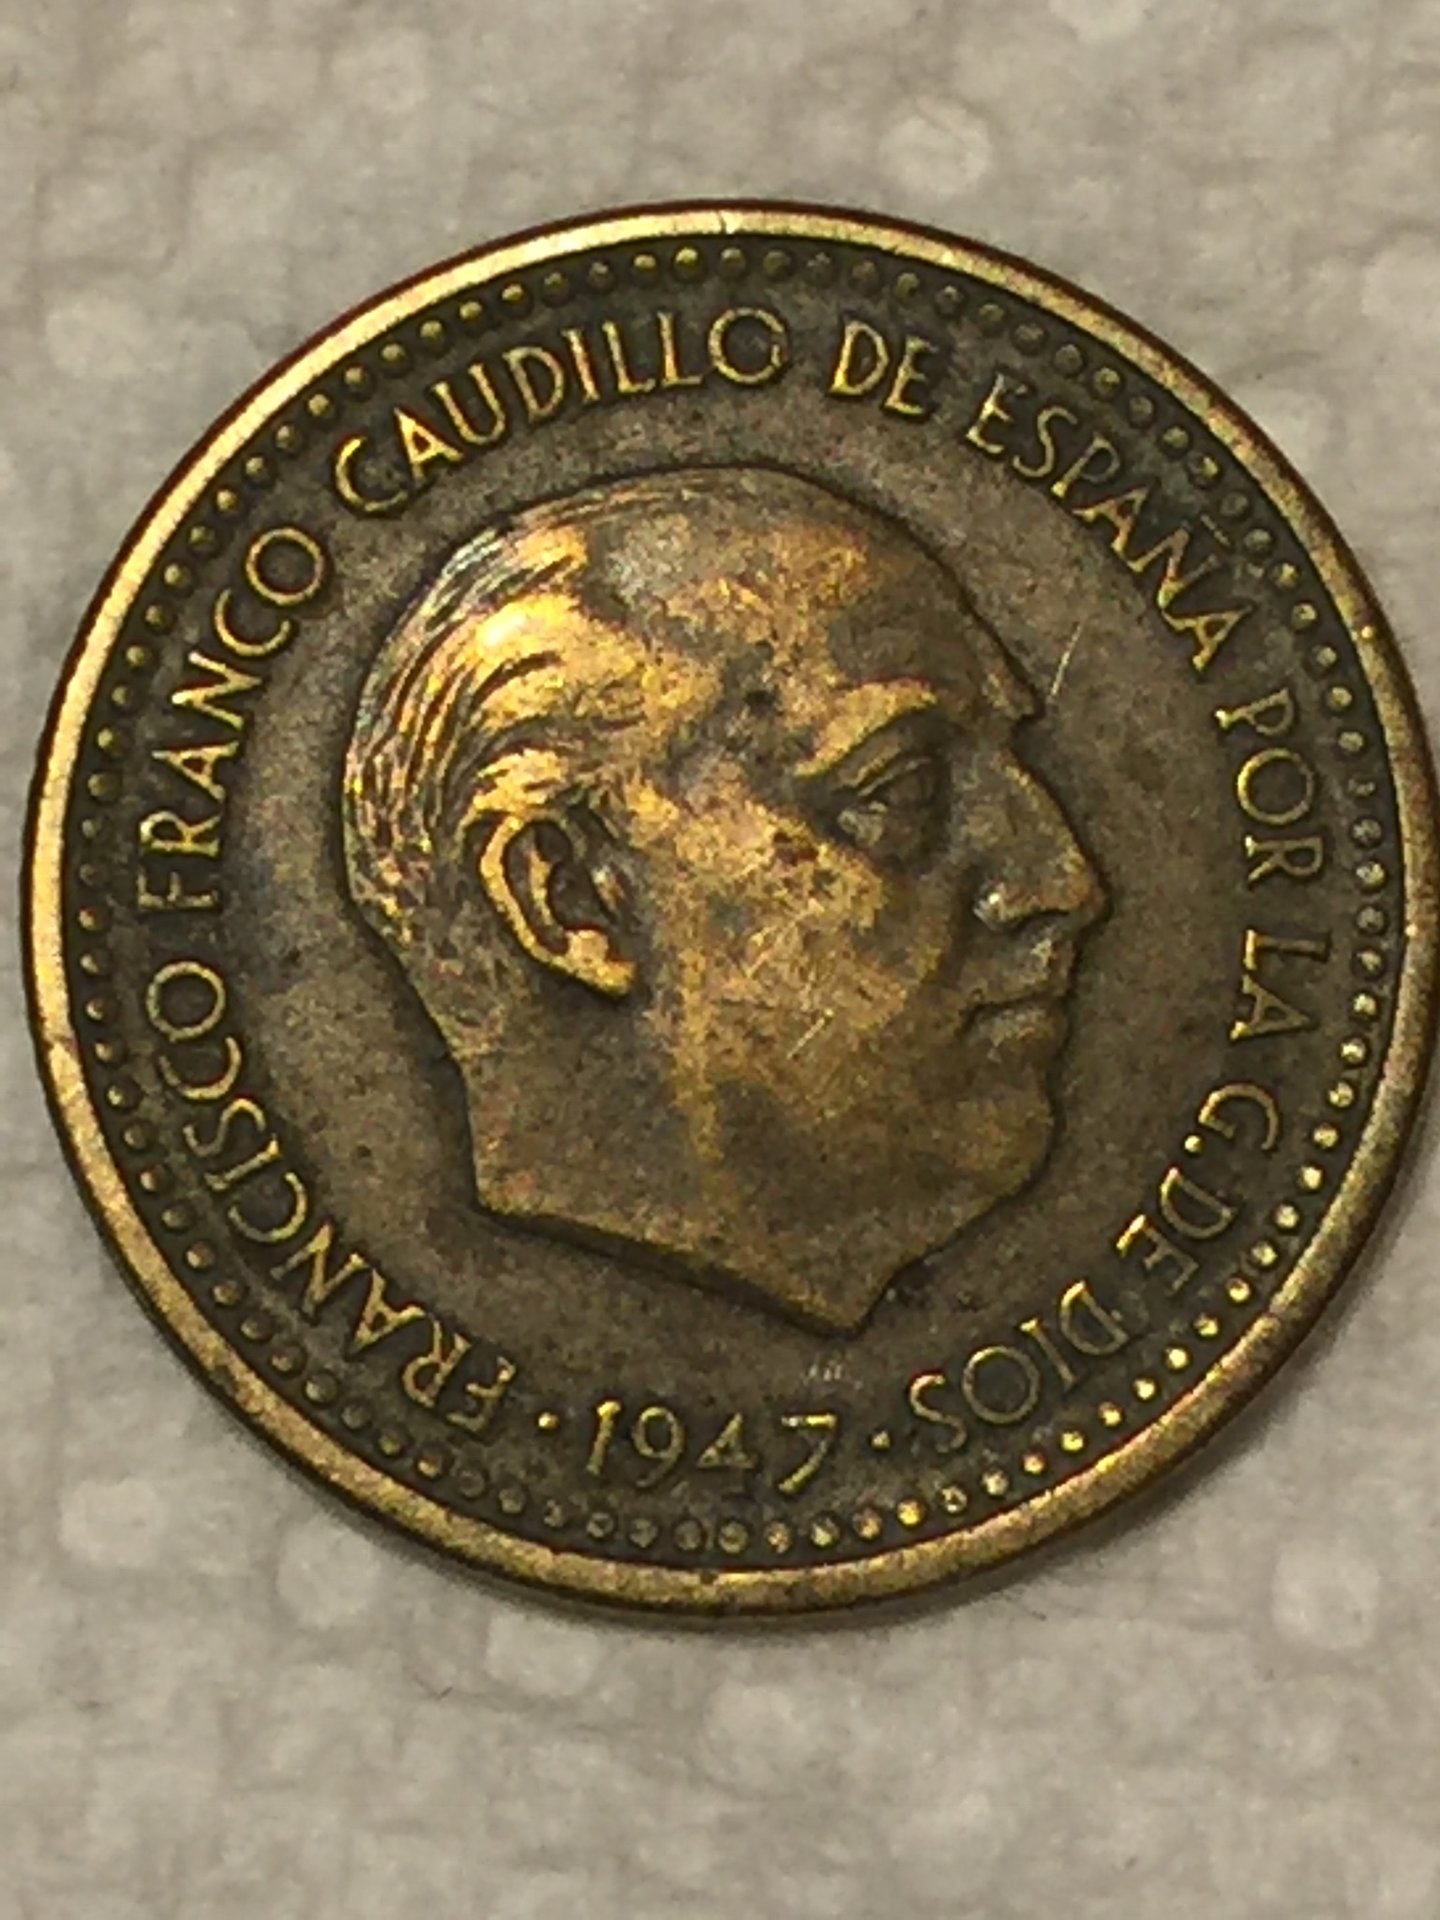 FRANCISCO FRANCO CAUDILLO DE ESPAÑA POR LA G.DE DIOS
·1947·